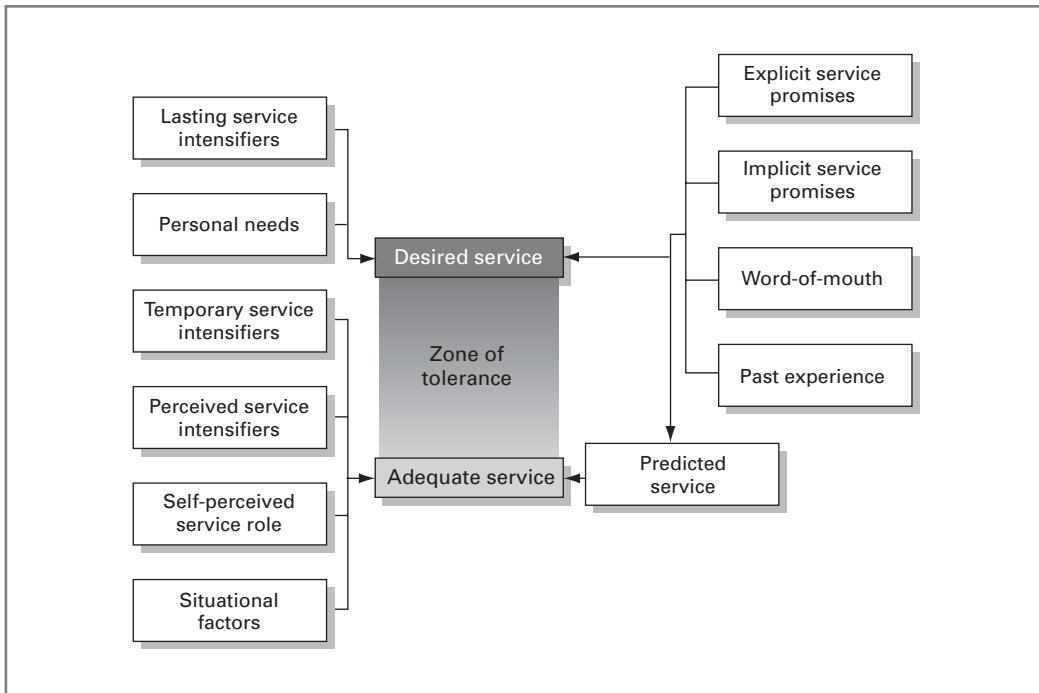 Lasting service
intensifiers
Personal needs
Temporary service
intensifiers
Perceived service
intensifiers
Self-perceived
service role
Situational
factors
Desired service
Zone of
tolerance
Adequate service
Explicit service
promises
Implicit service
promises
Word-of-mouth
Past experience
Predicted
service